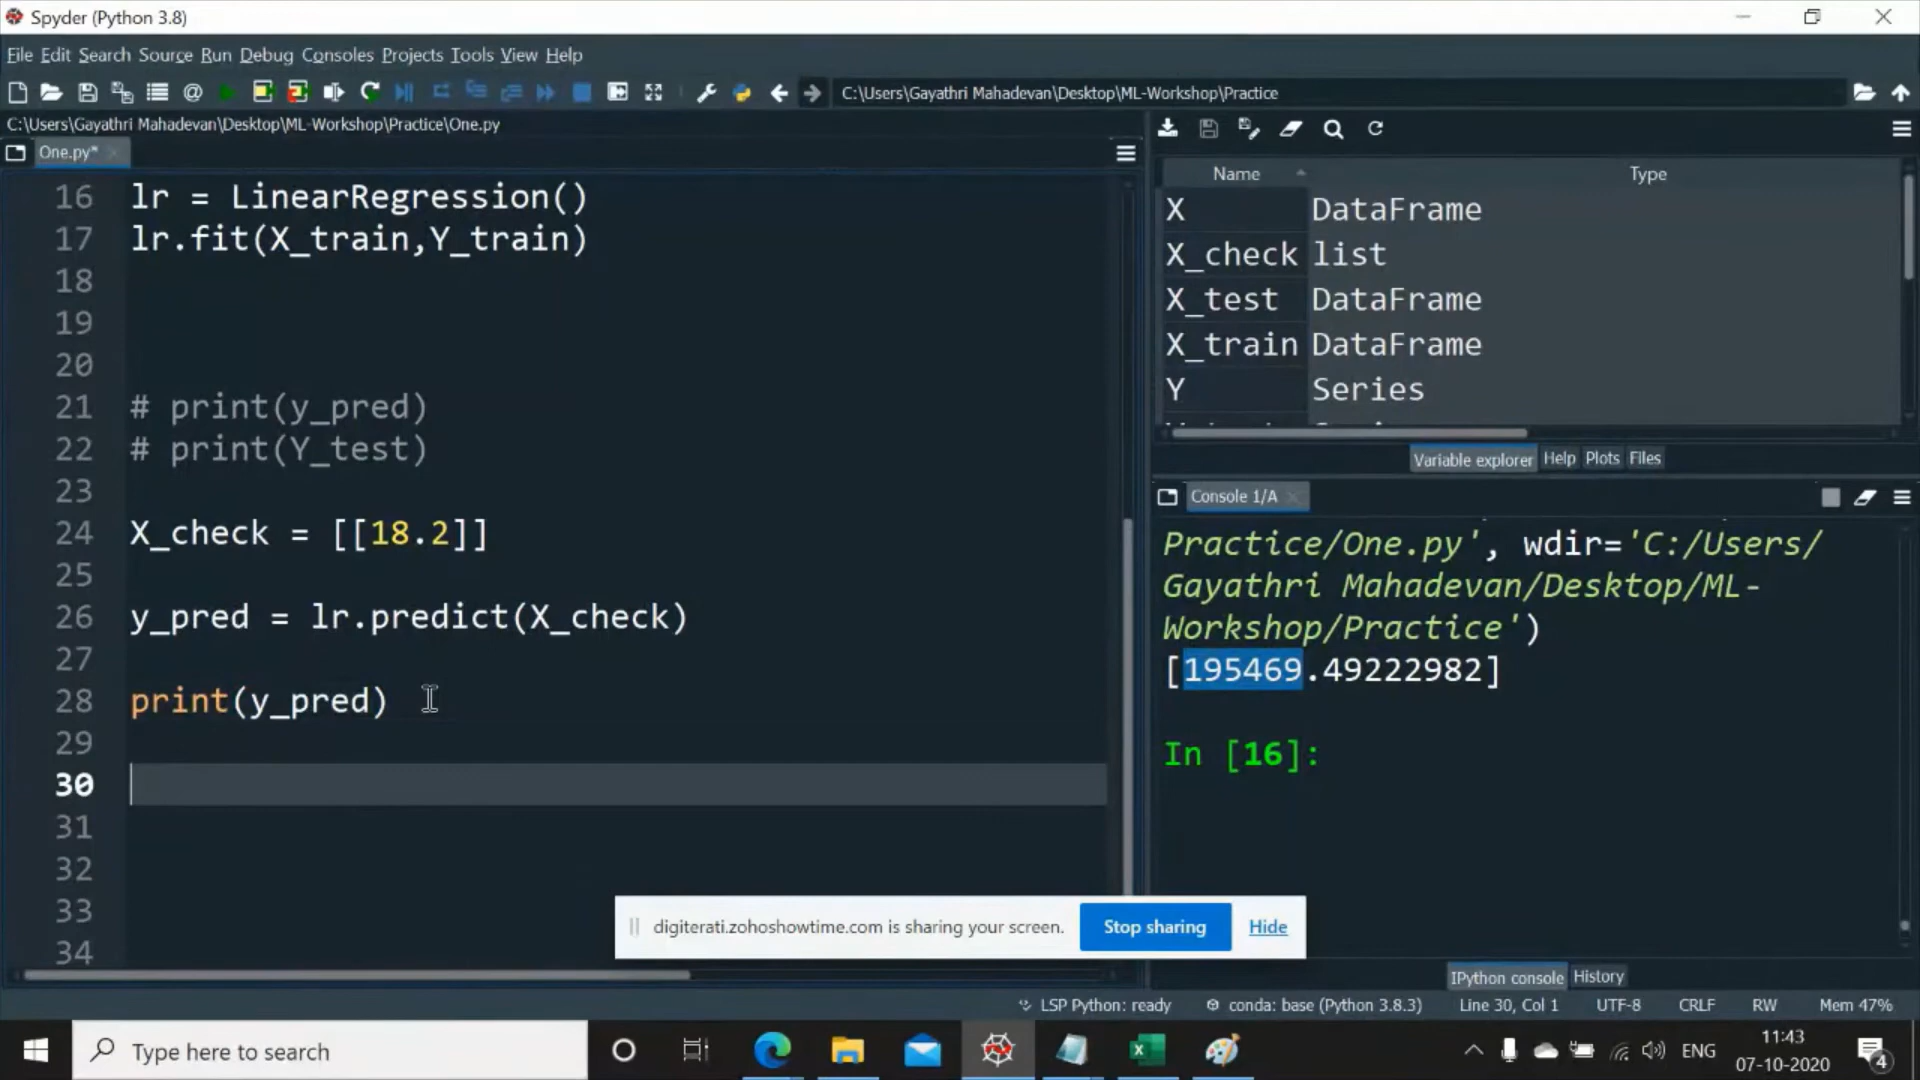 Spyder (Python 3.8)
File Edit Search Source Run Debug Consoles Projects Tools View Help
C:\Users\Gayathri Mahadevan\Desktop\ML-Workshop\Practice
C:\Users\Gayathri Mahadevan\Desktop\ML-Workshop\Practice\One.py
One.py*
16 lr = LinearRegression()
17 lr.fit(X_train,Y_train)
18
19
20
21 # print(y_pred)
22 # print(Y_test)
23
24 X_check = [[18.2]]
25
26 y_pred = lr.predict(X_check)
27
28 print(y_pred)
29
30
31
32
33
34
Name Type
X DataFrame
X_check list
X_test DataFrame
X_train DataFrame
Y Series
Variable explorer Help Plots Files
Console 1/A
Practice/One.py', wdir='C:/Users/
Gayathri Mahadevan/Desktop/ML-
Workshop/Practice')
[195469.49222982]
In [16]:
digiterati.zohoshowtime.com is sharing your screen. Stop sharing Hide
IPython console History
LSP Python: ready conda: base (Python 3.8.3) Line 30, Col 1 UTF-8 CRLF RW Mem 47%
Type here to search
ENG
11:43
07-10-2020
4